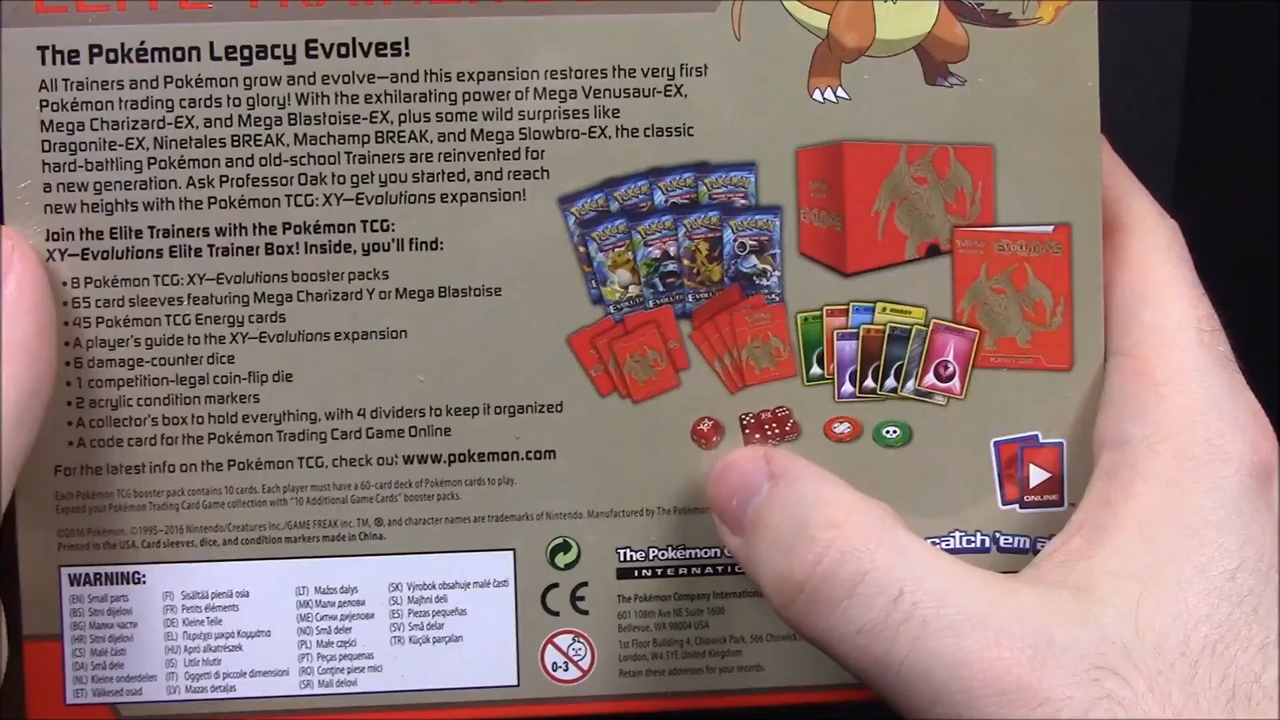 ELITE TRAINER
The Pokémon Legacy Evolves!
All Trainers and Pokémon grow and evolve—and this expansion restores the very first
Pokémon trading cards to glory! With the exhilarating power of Mega Venusaur-EX,
Mega Charizard-EX, and Mega Blastoise-EX, plus some wild surprises like
Dragonite-EX, Ninetales BREAK, Machamp BREAK, and Mega Slowbro-EX, the classic
hard-battling Pokémon and old-school Trainers are reinvented for
a new generation. Ask Professor Oak to get you started, and reach
new heights with the Pokémon TCG: XY—Evolutions expansion!
Join the Elite Trainers with the Pokémon TCG:
XY—Evolutions Elite Trainer Box! Inside, you'll find:
• 8 Pokémon TCG: XY—Evolutions booster packs
• 65 card sleeves featuring Mega Charizard Y or Mega Blastoise
• 45 Pokémon TCG Energy cards
• A player's guide to the XY—Evolutions expansion
• 6 damage-counter dice
• 1 competition-legal coin-flip die
• 2 acrylic condition markers
• A collector's box to hold everything, with 4 dividers to keep it organized
• A code card for the Pokémon Trading Card Game Online
For the latest info on the Pokémon TCG, check out www.pokemon.com
Each Pokémon TCG booster pack contains 10 cards. Each player must have a 60-card deck of Pokémon cards to play.
Expand your Pokémon Trading Card Game collection with "10 Additional Game Cards" booster packs.
©2016 Pokémon. ©1995–2016 Nintendo/Creatures Inc./GAME FREAK inc. TM, ®, and character names are trademarks of Nintendo. Manufactured by The Pokémon
Printed in the USA. Card sleeves, dice, and condition markers made in China.
WARNING:
(EN) Small parts
(BS) Sitni dijelovi
(BG) Малки части
(HR) Sitni dijelovi
(CS) Malé části
(DA) Små dele
(NL) Kleine onderdelen
(ET) Väikesed osad
(FI) Sisältää pieniä osia
(FR) Petits éléments
(DE) Kleine Teile
(EL) Περιέχει μικρά Κομμάτια
(HU) Apró alkatrészek
(IS) Litlir hlutir
(IT) Oggetti di piccole dimensioni
(LV) Mazas detaļas
(LT) Mažos dalys
(MK) Мали делови
(ME) Ситни дијелови
(NO) Små deler
(PL) Małe części
(PT) Peças pequenas
(RO) Conține piese mici
(SR) Mali delovi
(SK) Výrobok obsahuje malé časti
(SL) Majhni deli
(ES) Piezas pequeñas
(SV) Små delar
(TR) Küçük parçalar
CE
0-3
The Pokémon
INTERNATIO
The Pokémon Company Internationa
601 108th Ave NE Suite 1600
Bellevue, WA 98004 USA
1st Floor Building 4, Chiswick Park, 566 Chiswick
London, W4 5YE United Kingdom
Retain these addresses for your records.
catch 'em a
ONLINE
Evolutions
PLAYER'S GUIDE
ENERGY
Pokémon
Pokémon
Pokémon
Pokémon